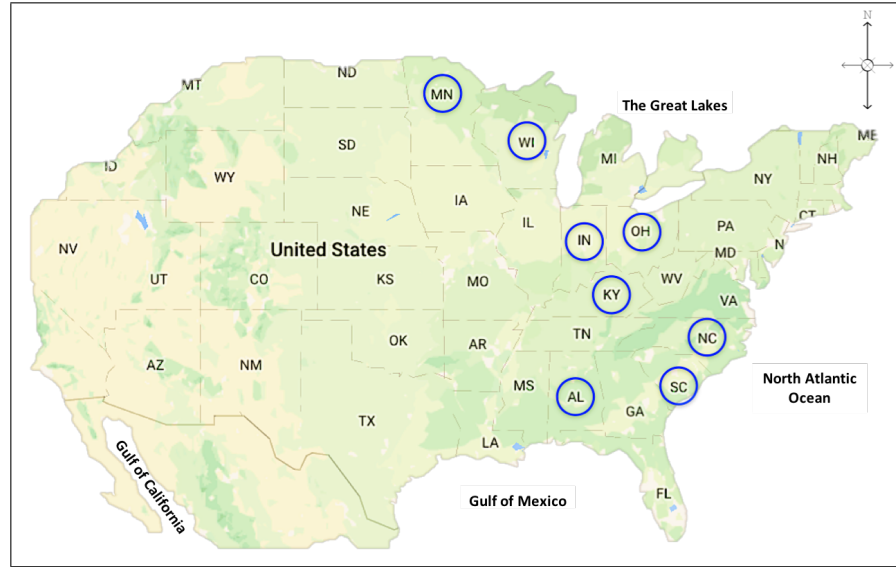 N
MT
ND
MN
The Great Lakes
ME
WI
SD
MI
NH
ID
WY
NY
IA
NE
CT
IL
IN
OH
PA
NV
United States
MD
N
UT
CO
KS
MO
WV
KY
VA
OK
TN
NC
AR
AZ
NM
MS
AL
SC
North Atlantic
Ocean
GA
TX
LA
Gulf of California
Gulf of Mexico
FL